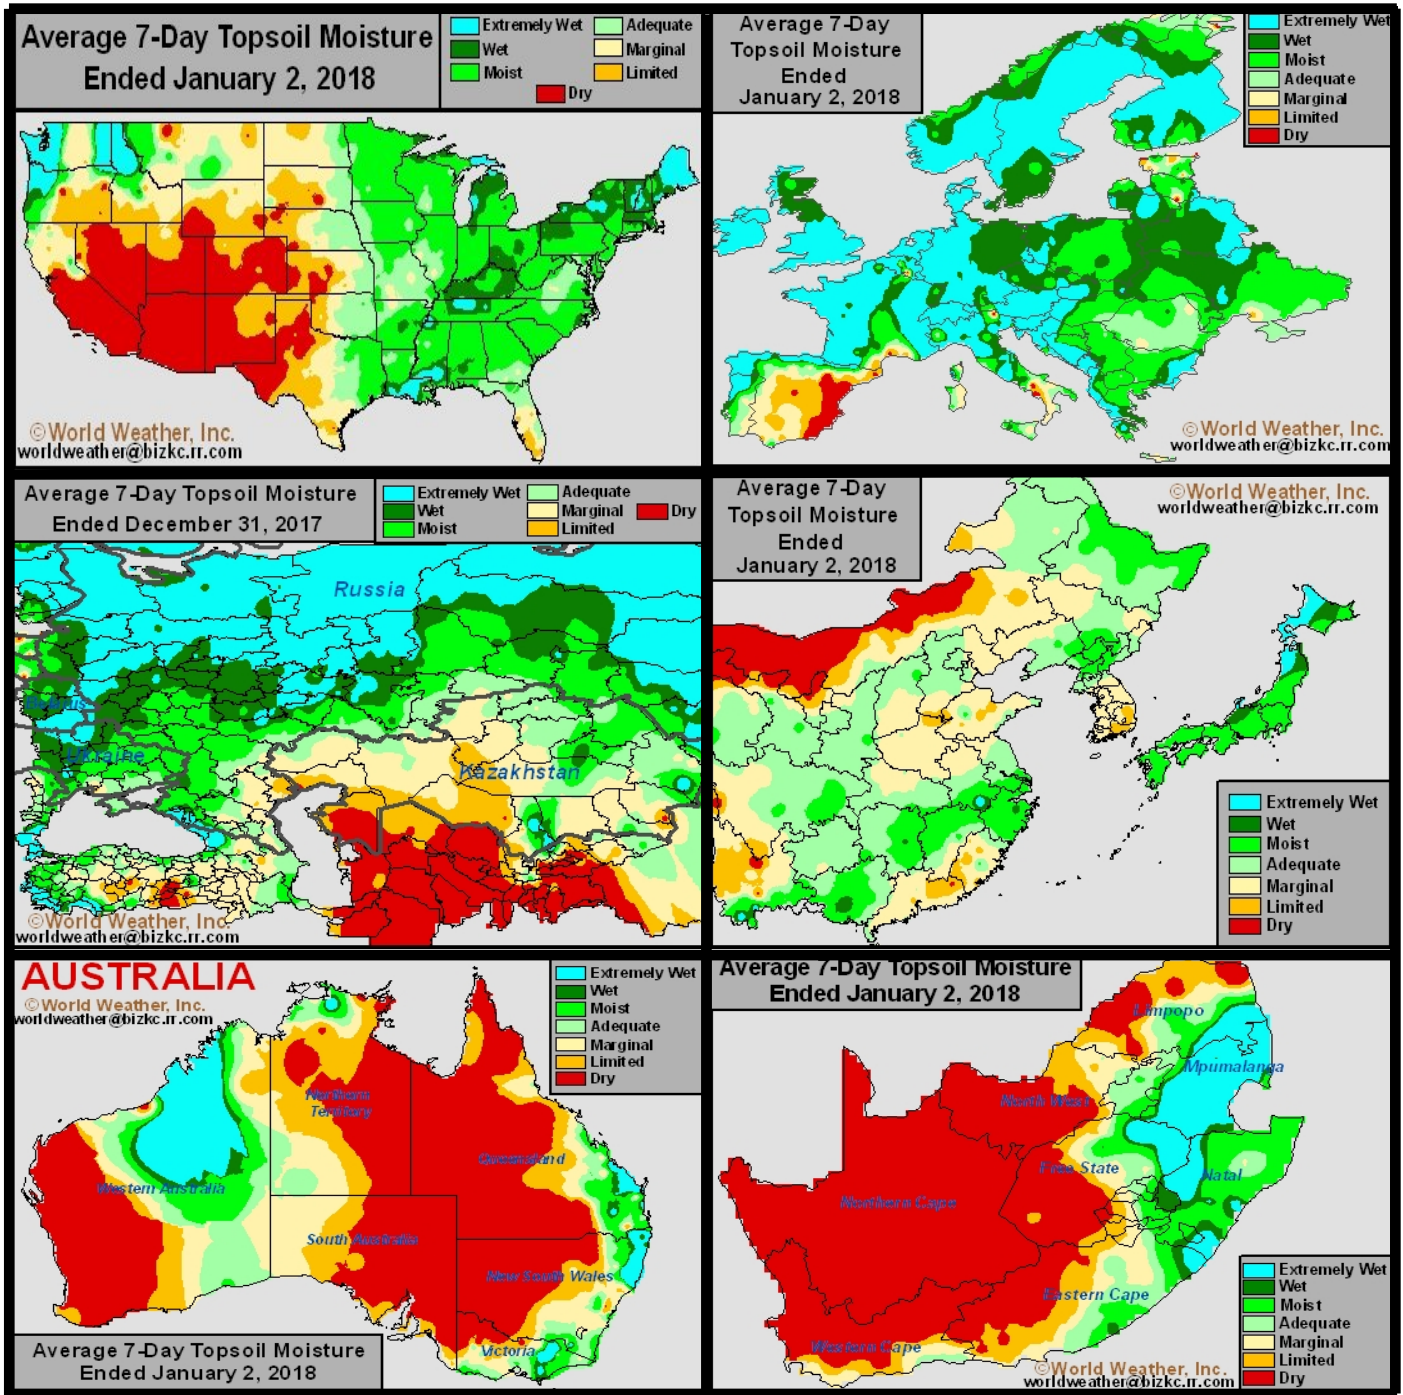 Average 7-Day Topsoil Moisture
Ended January 2, 2018
Extremely Wet
Wet
Moist
Adequate
Marginal
Limited
Dry
©World Weather, Inc.
worldweather@bizkc.rr.com
Average 7-Day
Topsoil Moisture
Ended
January 2, 2018
Extremely Wet
Wet
Moist
Adequate
Marginal
Limited
Dry
©World Weather, Inc.
worldweather@bizkc.rr.com
Average 7-Day Topsoil Moisture
Ended December 31, 2017
Extremely Wet
Wet
Moist
Adequate
Marginal
Limited
Dry
Russia
Belarus
Ukraine
Kazakhstan
©World Weather, Inc.
worldweather@bizkc.rr.com
Average 7-Day
Topsoil Moisture
Ended
January 2, 2018
©World Weather, Inc.
worldweather@bizkc.rr.com
Extremely Wet
Wet
Moist
Adequate
Marginal
Limited
Dry
AUSTRALIA
©World Weather, Inc.
worldweather@bizkc.rr.com
Extremely Wet
Wet
Moist
Adequate
Marginal
Limited
Dry
Northern
Territory
Queensland
Western Australia
South Australia
New South Wales
Victoria
Average 7-Day Topsoil Moisture
Ended January 2, 2018
Average 7-Day Topsoil Moisture
Ended January 2, 2018
Limpopo
Mpumalanga
North West
Free State
Natal
Northern Cape
Eastern Cape
Western Cape
Extremely Wet
Wet
Moist
Adequate
Marginal
Limited
Dry
©World Weather, Inc.
worldweather@bizkc.rr.com